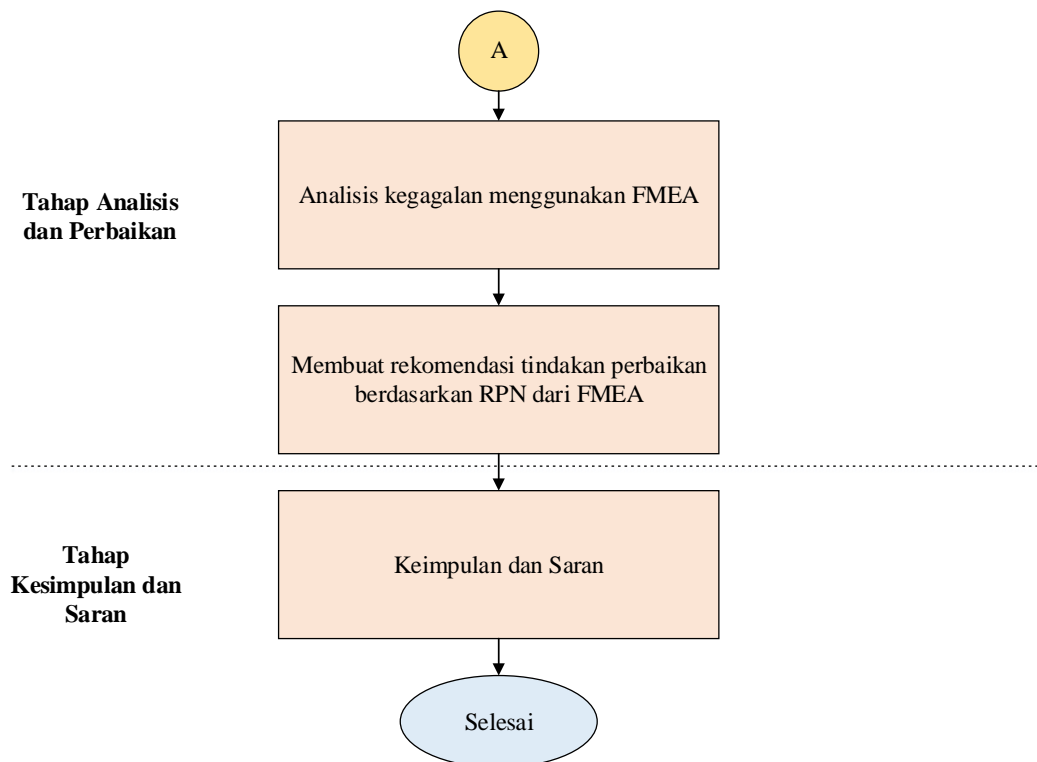 A
Tahap Analisis
dan Perbaikan
Analisis kegagalan menggunakan FMEA
Membuat rekomendasi tindakan perbaikan
berdasarkan RPN dari FMEA
Tahap
Kesimpulan dan
Saran
Keimpulan dan Saran
Selesai